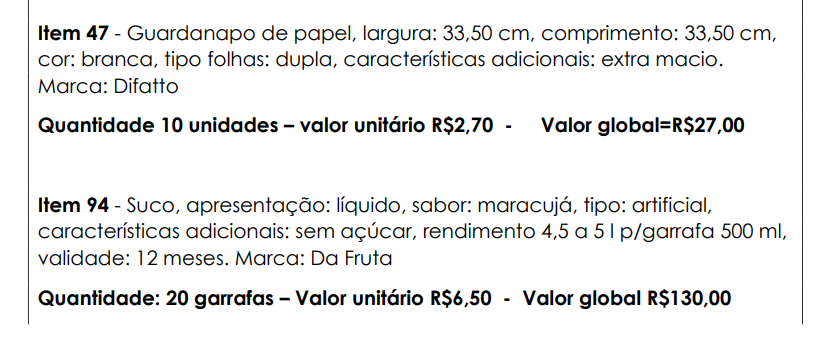 Item 47 - Guardanapo de papel, largura: 33,50 cm, comprimento: 33,50 cm,
cor: branca, tipo folhas: dupla, características adicionais: extra macio.
Marca: Difatto
Quantidade 10 unidades – valor unitário R$2,70 - Valor global=R$27,00
Item 94 - Suco, apresentação: líquido, sabor: maracujá, tipo: artificial,
características adicionais: sem açúcar, rendimento 4,5 a 5 l p/garrafa 500 ml,
validade: 12 meses. Marca: Da Fruta
Quantidade: 20 garrafas – Valor unitário R$6,50 - Valor global R$130,00